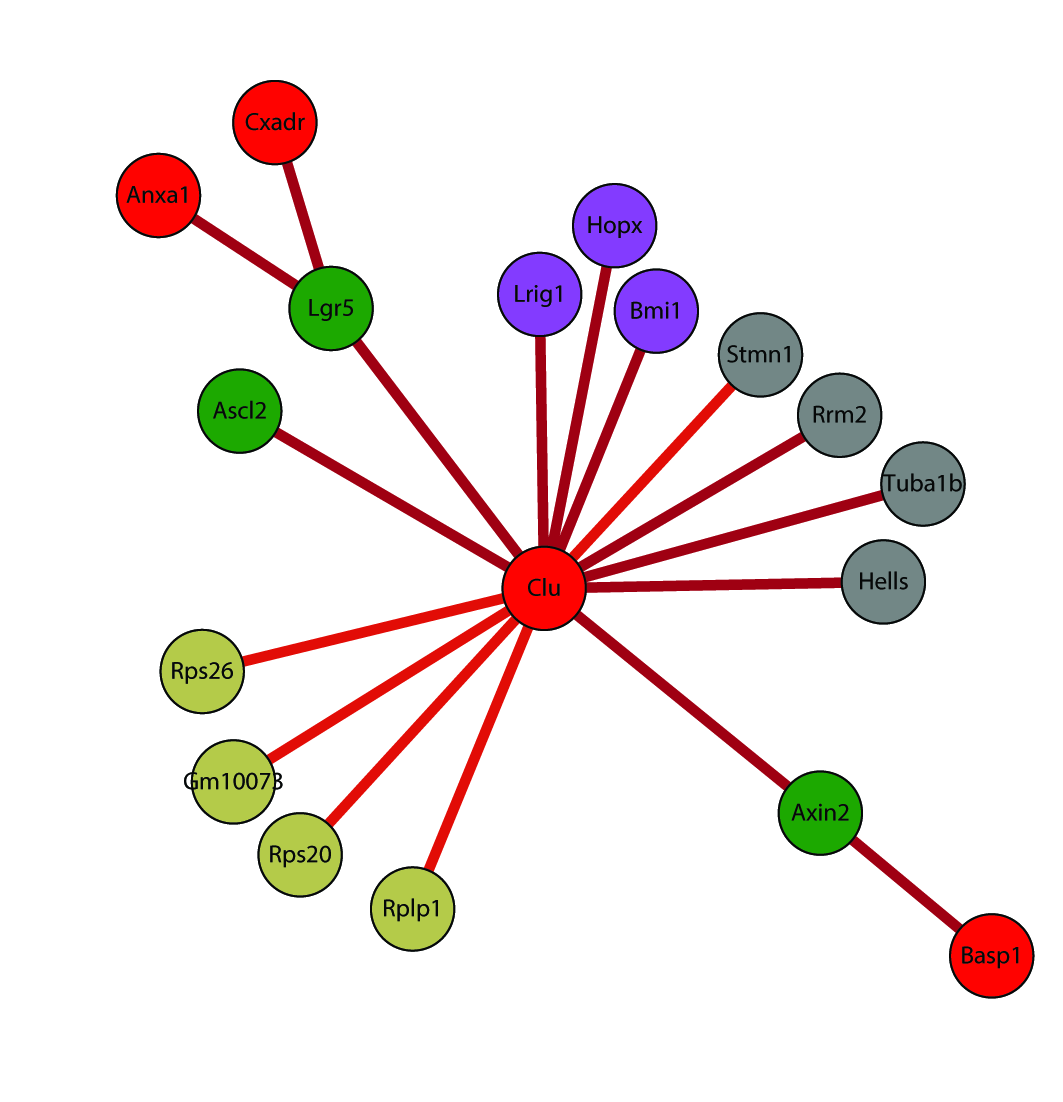 Cxadr
Anxa1
Hopx
Lrig1
Lgr5
Bmi1
Stmn1
Ascl2
Rrm2
Tuba1b
Hells
Clu
Rps26
Gm10073
Axin2
Rps20
Rplp1
Basp1